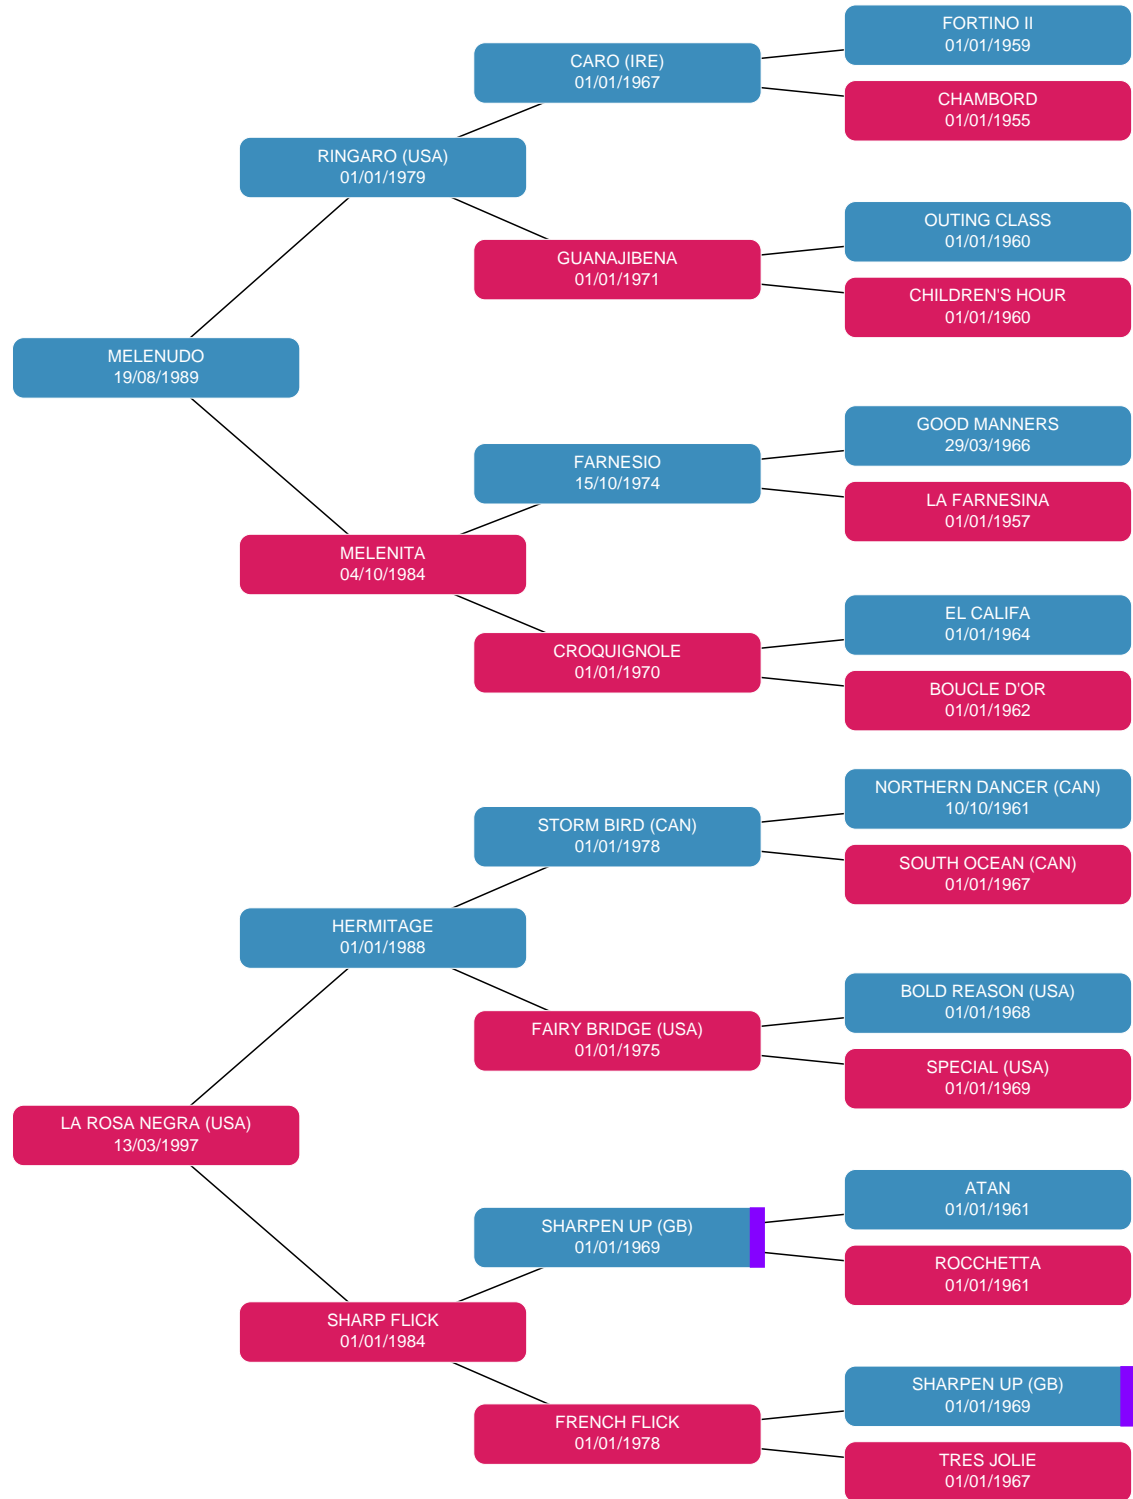 FORTINO II
01/01/1959
CARO (IRE)
01/01/1967
CHAMBORD
01/01/1955
RINGARO (USA)
01/01/1979
OUTING CLASS
01/01/1960
GUANAJIBENA
01/01/1971
CHILDREN'S HOUR
01/01/1960
MELENUDO
19/08/1989
GOOD MANNERS
29/03/1966
FARNESIO
15/10/1974
LA FARNESINA
01/01/1957
MELENITA
04/10/1984
EL CALIFA
01/01/1964
CROQUIGNOLE
01/01/1970
BOUCLE D'OR
01/01/1962
NORTHERN DANCER (CAN)
10/10/1961
STORM BIRD (CAN)
01/01/1978
SOUTH OCEAN (CAN)
01/01/1967
HERMITAGE
01/01/1988
BOLD REASON (USA)
01/01/1968
FAIRY BRIDGE (USA)
01/01/1975
SPECIAL (USA)
01/01/1969
LA ROSA NEGRA (USA)
13/03/1997
ATAN
01/01/1961
SHARPEN UP (GB)
01/01/1969
ROCCHETTA
01/01/1961
SHARP FLICK
01/01/1984
SHARPEN UP (GB)
01/01/1969
FRENCH FLICK
01/01/1978
TRES JOLIE
01/01/1967